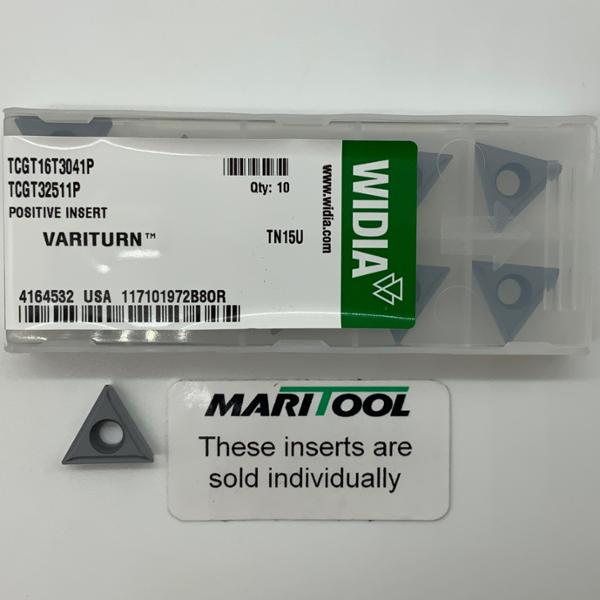 TCGT16T3041P
TCGT32511P
POSITIVE INSERT
VARITURN™
Qty: 10
TN15U
4164532 USA 117101972B80R
www.widia.com
WIDIA
MARITOOL
These inserts are
sold individually